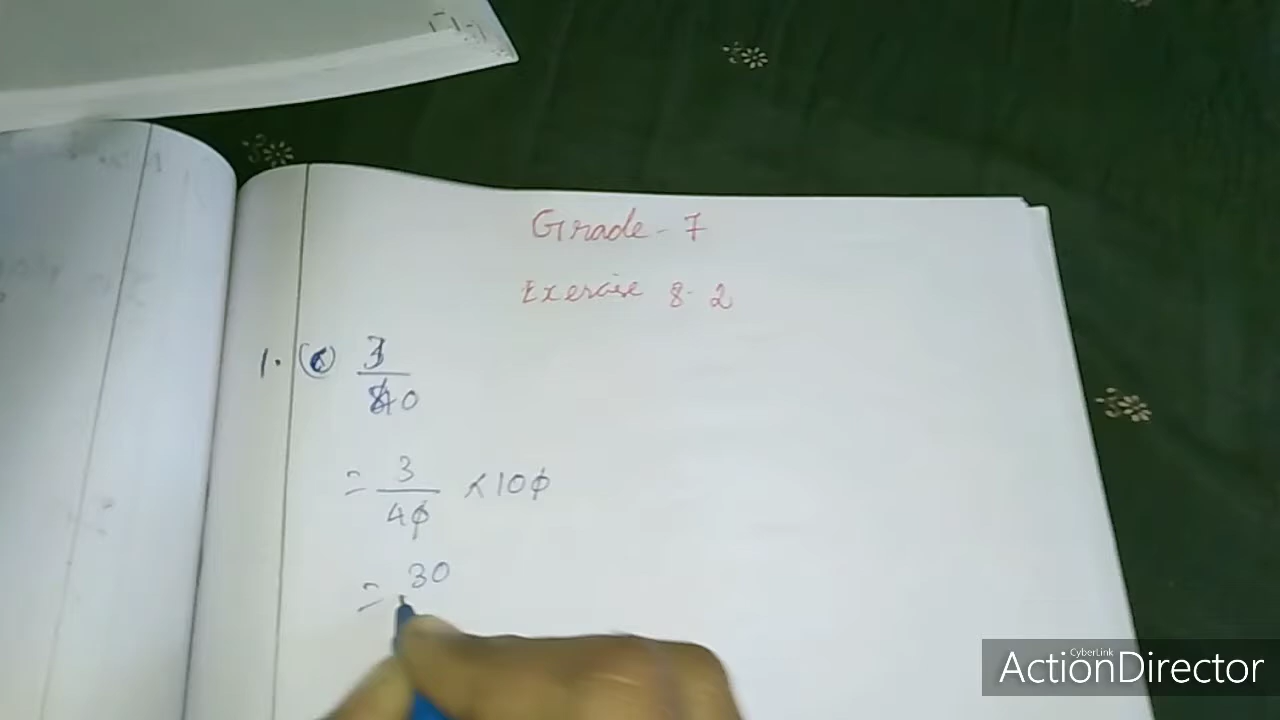 Grade - 7
Exercise 8.2
1. (c) 3
40
= 3
40 × 100
= 30
CyberLink
ActionDirector